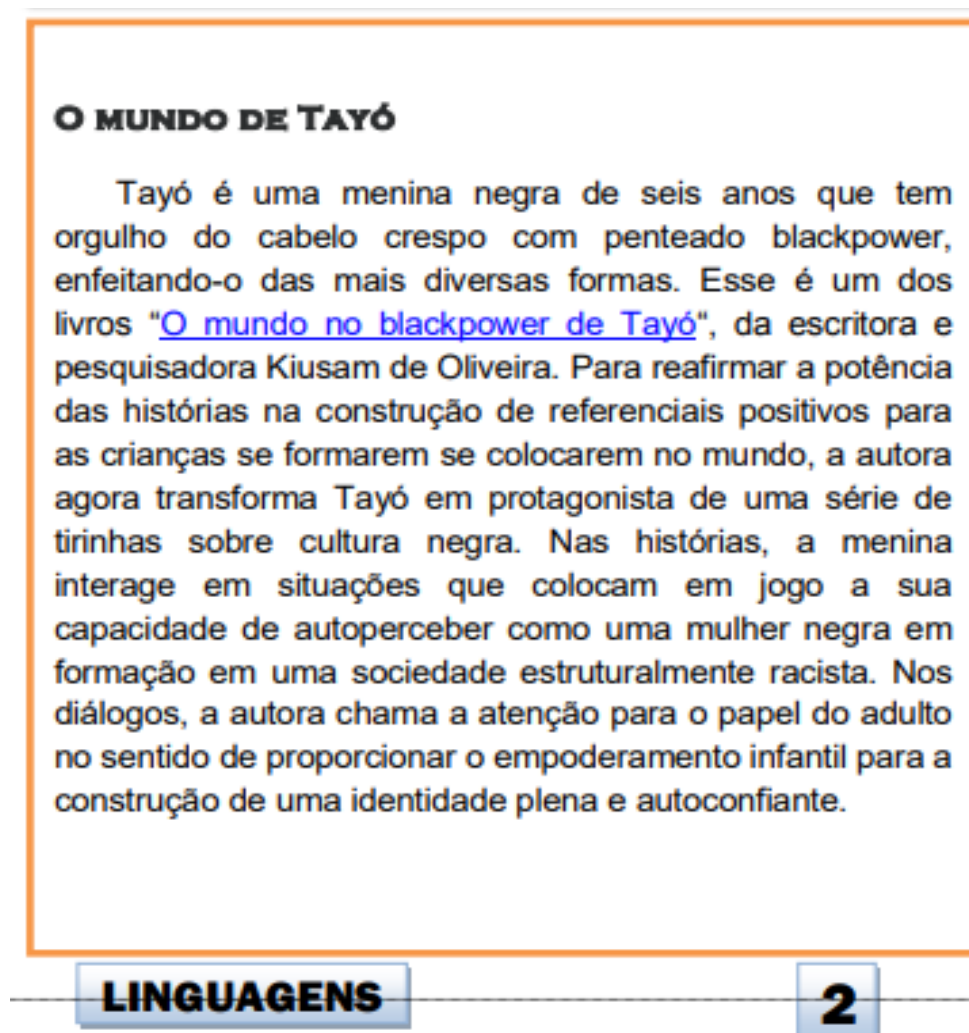 O MUNDO DE TAYÓ
Tayó é uma menina negra de seis anos que tem
orgulho do cabelo crespo com penteado blackpower,
enfeitando-o das mais diversas formas. Esse é um dos
livros “O mundo no blackpower de Tayó“, da escritora e
pesquisadora Kiusam de Oliveira. Para reafirmar a potência
das histórias na construção de referenciais positivos para
as crianças se formarem se colocarem no mundo, a autora
agora transforma Tayó em protagonista de uma série de
tirinhas sobre cultura negra. Nas histórias, a menina
interage em situações que colocam em jogo a sua
capacidade de autoperceber como uma mulher negra em
formação em uma sociedade estruturalmente racista. Nos
diálogos, a autora chama a atenção para o papel do adulto
no sentido de proporcionar o empoderamento infantil para a
construção de uma identidade plena e autoconfiante.
LINGUAGENS
2